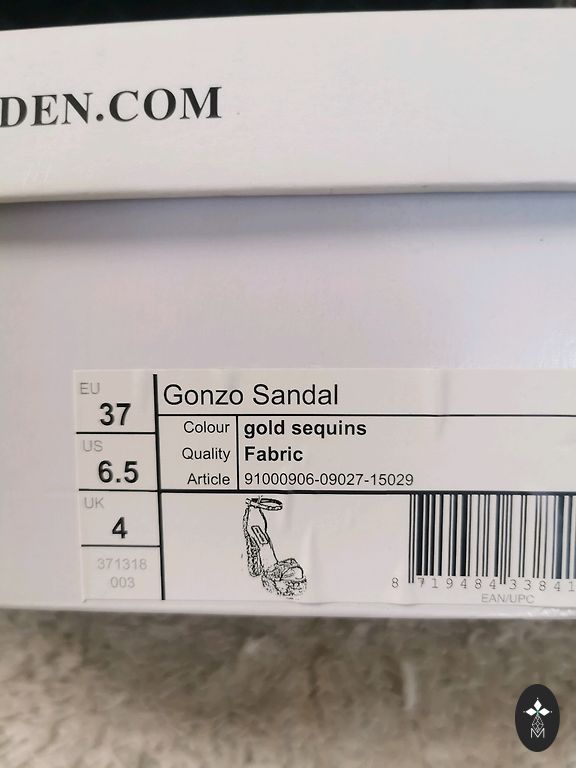 DEN.COM
EU
37
US
6.5
UK
4
371318
003
Gonzo Sandal
Colour gold sequins
Quality Fabric
Article 91000906-09027-15029
8 719484 33841
EAN/UPC
M